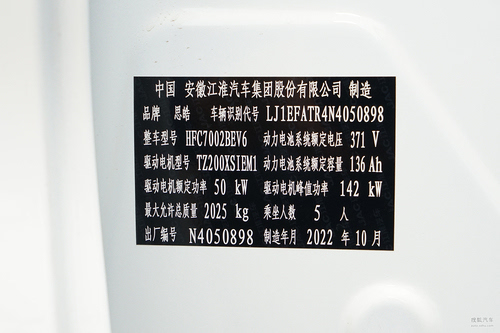 中国 安徽江淮汽车集团股份有限公司 制造
品牌 思皓 车辆识别代号 LJ1EFATR4N4050898
整车型号 HFC7002BEV6 动力电池系统额定电压 371 V
驱动电机型号 TZ200XSIEM1 动力电池系统额定容量 136 Ah
驱动电机额定功率 50 kW 驱动电机峰值功率 142 kW
最大允许总质量 2025 kg 乘坐人数 5 人
出厂编号 N4050898 制造年月 2022 年 10 月
搜狐汽车